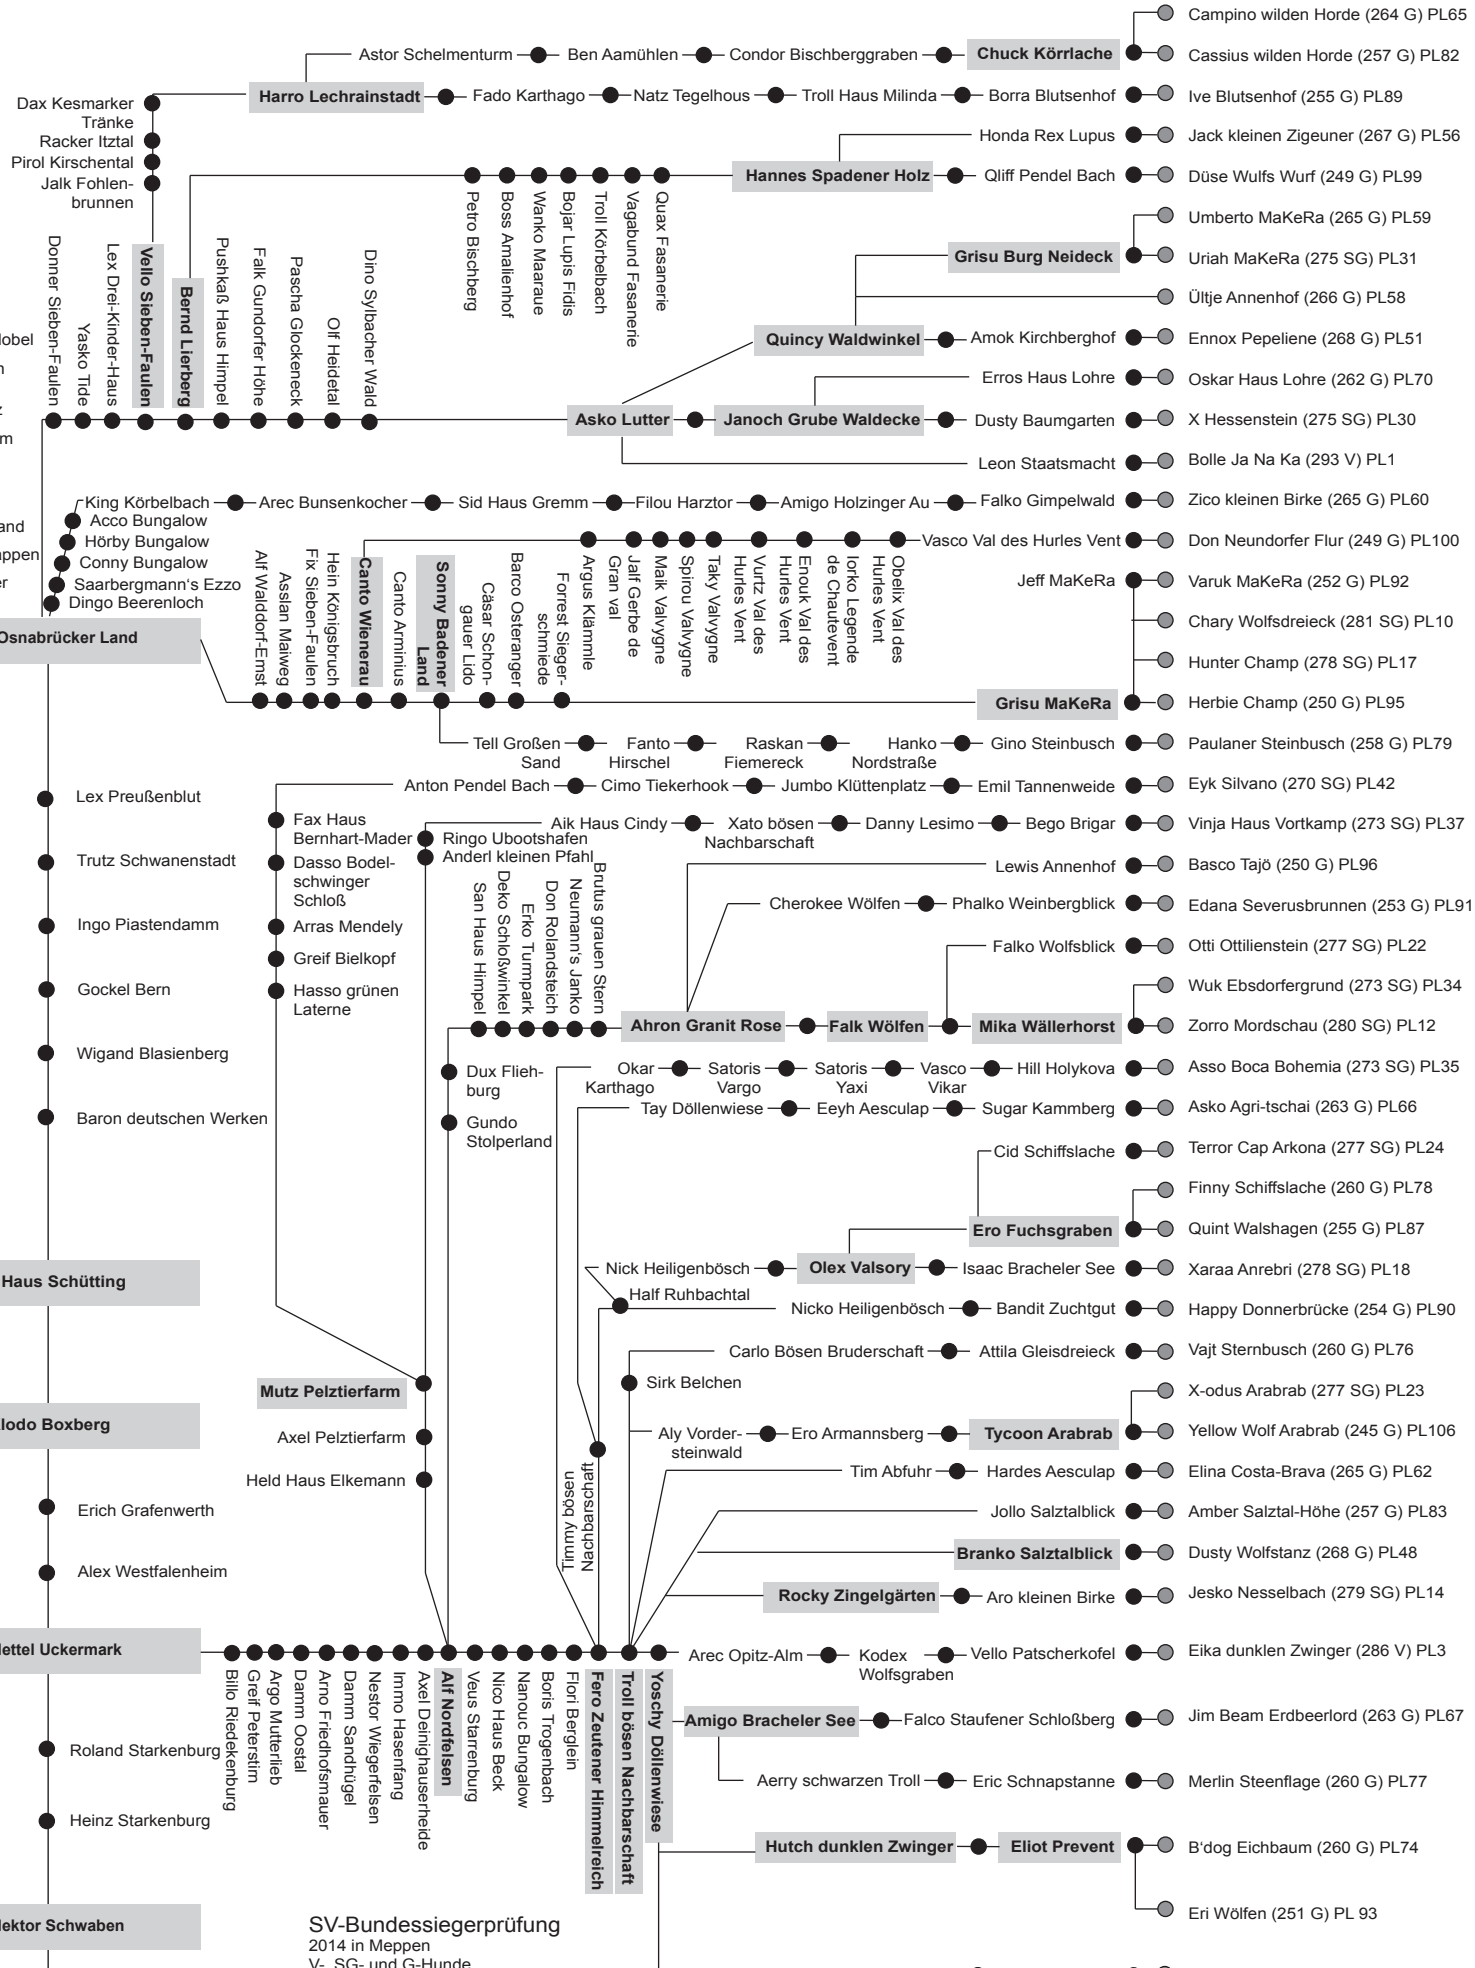 Campino wilden Horde (264 G) PL65
Astor Schelmenturm
Ben Aamühlen
Condor Bischberggraben
Chuck Körrlache
Cassius wilden Horde (257 G) PL82
Dax Kesmarker
Tränke
Racker Itztal
Pirol Kirschental
Jalk Fohlen-
brunnen
Harro Lechrainstadt
Fado Karthago
Natz Tegelhous
Troll Haus Milinda
Borra Blutsenhof
Ive Blutsenhof (255 G) PL89
Honda Rex Lupus
Jack kleinen Zigeuner (267 G) PL56
Hannes Spadener Holz
Qliff Pendel Bach
Düse Wulfs Wurf (249 G) PL99
Petro Bischberg
Boss Amalienhof
Wanko Maaraue
Bojar Lupis Fidis
Troll Körbelbach
Vagabund Fasanerie
Quax Fasanerie
Umberto MaKeRa (265 G) PL59
Grisu Burg Neideck
Uriah MaKeRa (275 SG) PL31
Ültje Annenhof (266 G) PL58
Donner Sieben-Faulen
Yasko Tide
Lex Drei-Kinder-Haus
Vello Sieben-Faulen
Bernd Lierberg
Pushkaß Haus Himpel
Falk Gundorfer Höhe
Pascha Glockeneck
Olf Heidetal
Dino Sylbacher Wald
Quincy Waldwinkel
Amok Kirchberghof
Ennox Pepeliene (268 G) PL51
Erros Haus Lohre
Oskar Haus Lohre (262 G) PL70
Asko Lutter
Janoch Grube Waldecke
Dusty Baumgarten
X Hessenstein (275 SG) PL30
Leon Staatsmacht
Bolle Ja Na Ka (293 V) PL1
King Körbelbach
Arec Bunsenkocher
Sid Haus Gremm
Filou Harztor
Amigo Holzinger Au
Falko Gimpelwald
Zico kleinen Birke (265 G) PL60
Acco Bungalow
Hörby Bungalow
Conny Bungalow
Saarbergmann's Ezzo
Dingo Beerenloch
Vasco Val des Hurles Vent
Don Neundorfer Flur (249 G) PL100
Jeff MaKeRa
Varuk MaKeRa (252 G) PL92
Chary Wolfsdreieck (281 SG) PL10
Hunter Champ (278 SG) PL17
Osnabrücker Land
Alf Walddorf-Emst
Asslan Maiweg
Fix Sieben-Faulen
Hein Königsbruch
Canto Wienerau
Canto Arminius
Sonny Badener
Land
Cäsar Schon-
gauer Lido
Barco Osteranger
Forrest Sieger-
schmiede
Argus Klämmle
Gran val
Jalf Gerbe de
Maik Valvygne
Spirou Valvygne
Taky Valvygne
Hurles Vent
Vurtz Val des
Hurles Vent
Enouk Val des
de Chautevent
Iorko Legende
Hurles Vent
Obelix Val des
Grisu MaKeRa
Herbie Champ (250 G) PL95
Tell Großen
Sand
Fanto
Hirschel
Raskan
Fiemereck
Hanko
Nordstraße
Gino Steinbusch
Paulaner Steinbusch (258 G) PL79
Anton Pendel Bach
Cimo Tiekerhook
Jumbo Klüttenplatz
Emil Tannenweide
Eyk Silvano (270 SG) PL42
Lex Preußenblut
Fax Haus
Bernhart-Mader
Aik Haus Cindy
Xato bösen
Nachbarschaft
Danny Lesimo
Bego Brigar
Vinja Haus Vortkamp (273 SG) PL37
Ringo Ubootshafen
Anderl kleinen Pfahl
Trutz Schwanenstadt
Dasso Bodel-
schwinger
Schloß
Lewis Annenhof
Basco Tajö (250 G) PL96
Cherokee Wölfen
Phalko Weinbergblick
Edana Severusbrunnen (253 G) PL91
Ingo Piastendamm
Arras Mendely
Greif Bielkopf
Falko Wolfsblick
Otti Ottilienstein (277 SG) PL22
Gockel Bern
Hasso grünen
Laterne
San Haus Himpel
Deko Schloßwinkel
Erko Turmpark
Don Rolandsteich
Neumann's Janko
Brutus grauen Stern
Wuk Ebsdorfergrund (273 SG) PL34
Ahron Granit Rose
Falk Wölfen
Mika Wällerhorst
Zorro Mordschau (280 SG) PL12
Wigand Blasienberg
Dux Flieh-
burg
Okar
Karthago
Satoris
Vargo
Satoris
Yaxi
Vasco
Vikar
Hill Holykova
Asso Boca Bohemia (273 SG) PL35
Baron deutschen Werken
Gundo
Stolperland
Tay Döllenwiese
Eeyh Aesculap
Sugar Kammberg
Asko Agri-tschai (263 G) PL66
Cid Schiffslache
Terror Cap Arkona (277 SG) PL24
Finny Schiffslache (260 G) PL78
Ero Fuchsgraben
Quint Walshagen (255 G) PL87
Haus Schütting
Nick Heiligenbösch
Olex Valsory
Isaac Bracheler See
Xaraa Anrebri (278 SG) PL18
Half Ruhbachtal
Nicko Heiligenbösch
Bandit Zuchtgut
Happy Donnerbrücke (254 G) PL90
Carlo Bösen Bruderschaft
Attila Gleisdreieck
Vajt Sternbusch (260 G) PL76
Mutz Pelztierfarm
Sirk Belchen
X-odus Arabrab (277 SG) PL23
Boxberg
Axel Pelztierfarm
Aly Vorder-
steinwald
Ero Armannsberg
Tycoon Arabrab
Yellow Wolf Arabrab (245 G) PL106
Held Haus Elkemann
Timmy bösen
Nachbarschaft
Tim Abfuhr
Hardes Aesculap
Elina Costa-Brava (265 G) PL62
Erich Grafenwerth
Jollo Salztalblick
Amber Salztal-Höhe (257 G) PL83
Alex Westfalenheim
Branko Salztalblick
Dusty Wolfstanz (268 G) PL48
Rocky Zingelgärten
Aro kleinen Birke
Jesko Nesselbach (279 SG) PL14
Uckermark
Arec Opitz-Alm
Kodex
Wolfsgraben
Vello Patscherkofel
Eika dunklen Zwinger (286 V) PL3
Billo Riedekenburg
Greif Peterstim
Argo Mutterlieb
Damm Oostal
Arno Friedhofsmauer
Damm Sandhügel
Nestor Wiegerfelsen
Immo Hasenfang
Axel Deininghauserheide
Alf Nordfelsen
Veus Starrenburg
Nico Haus Beck
Nanouc Bungalow
Boris Trogenbach
Flori Berglein
Fero Zeutener Himmelreich
Troll bösen Nachbarschaft
Yoschy Döllenwiese
Amigo Bracheler See
Falco Staufener Schloßberg
Jim Beam Erdbeerlord (263 G) PL67
Roland Starkenburg
Aerry schwarzen Troll
Eric Schnapstanne
Merlin Steenflage (260 G) PL77
Heinz Starkenburg
Hutch dunklen Zwinger
Eliot Prevent
B'dog Eichbaum (260 G) PL74
Eri Wölfen (251 G) PL 93
Schwaben
SV-Bundessiegerprüfung
2014 in Meppen
V-, SG- und G-Hunde